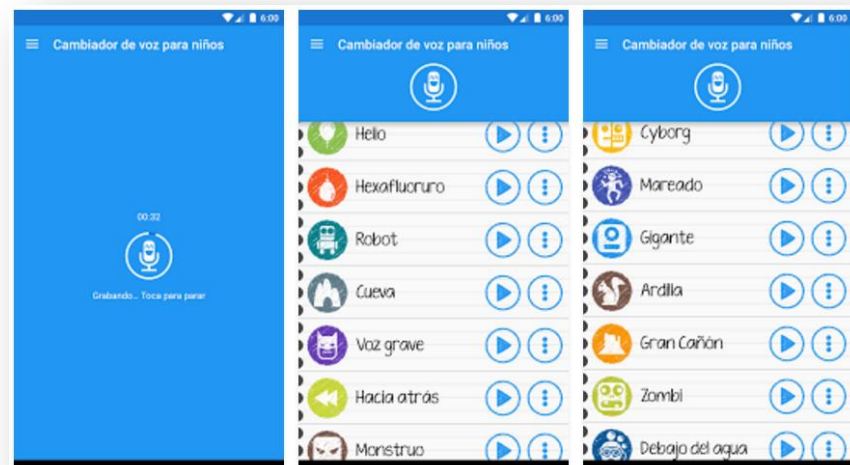 6:00
Cambiador de voz para niños
00:32
Grabando... Toca para parar
6:00
Cambiador de voz para niños
Helio
Hexafluoruro
Robot
Cueva
Voz grave
Hacia atrás
Monstruo
6:00
Cambiador de voz para niños
Cyborg
Mareado
Gigante
Ardilla
Gran Cañón
Zombi
Debajo del agua